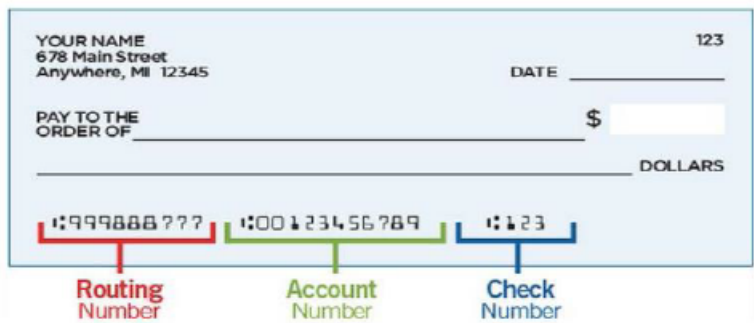 YOUR NAME 123
678 Main Street
Anywhere, MI 12345
DATE
PAY TO THE
ORDER OF $
DOLLARS
⑆999888777 ⑆00123456789 ⑆123
Routing Account Check
Number Number Number